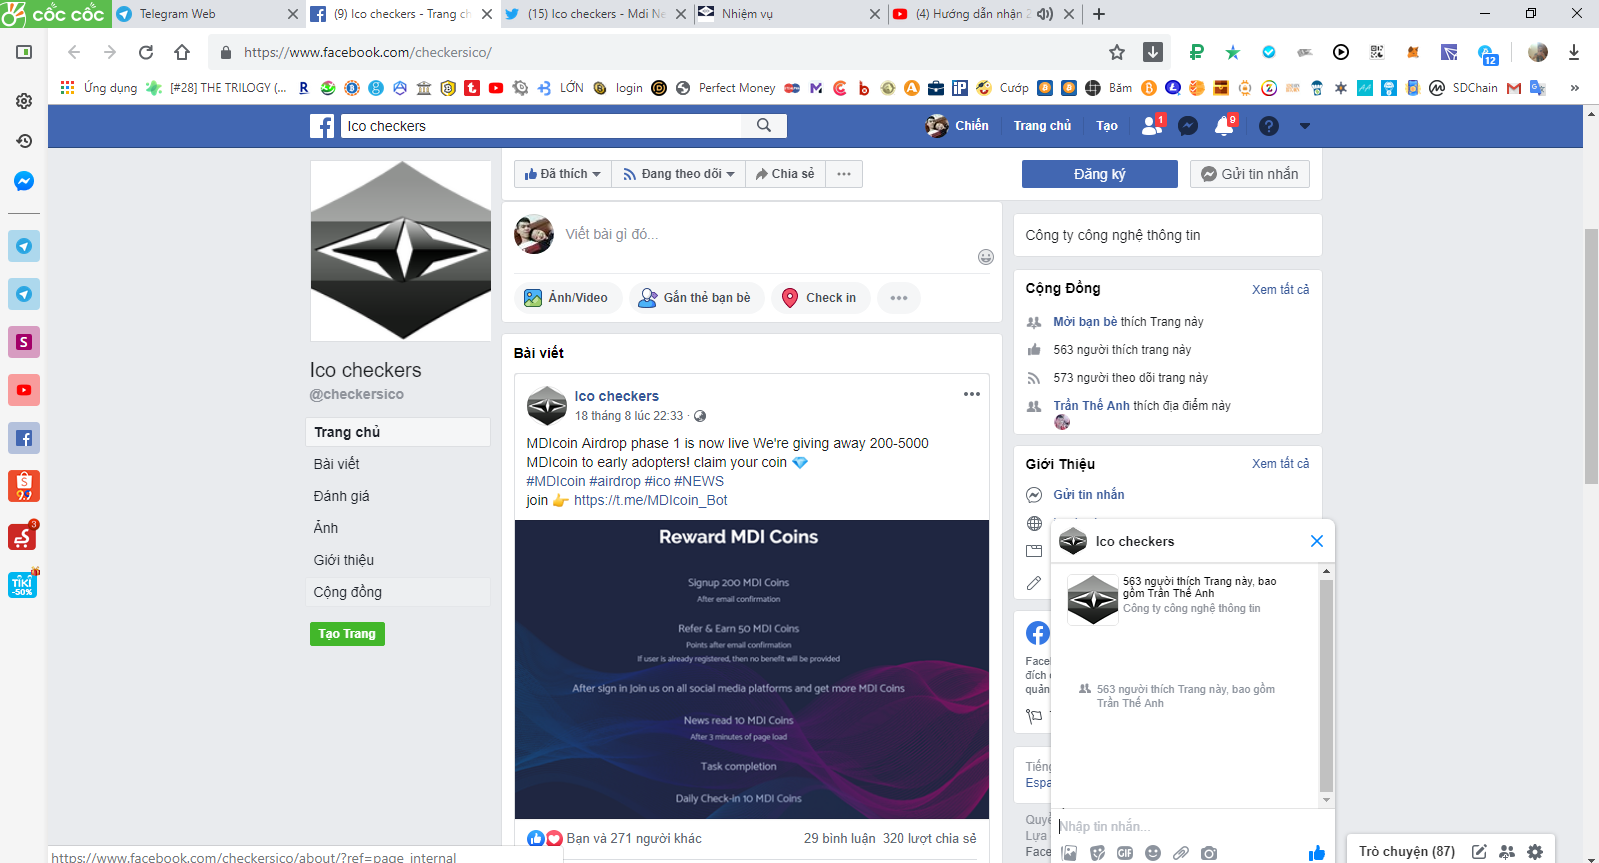 cốc cốc
Telegram Web
(9) Ico checkers - Trang ch
(15) Ico checkers - Mdi Ne
Nhiệm vụ
(4) Hướng dẫn nhận 2
https://www.facebook.com/checkersico/
12
Ứng dụng
[#28] THE TRILOGY (...
LỚN
login
Perfect Money
Cướp
Băm
SDChain
Ico checkers
Chiến
Trang chủ
Tạo
1
9
Đã thích
Đang theo dõi
Chia sẻ
Đăng ký
Gửi tin nhắn
Viết bài gì đó...
Ảnh/Video
Gắn thẻ bạn bè
Check in
Ico checkers
@checkersico
Trang chủ
Bài viết
Đánh giá
Ảnh
Giới thiệu
Cộng đồng
Tạo Trang
Bài viết
Ico checkers
18 tháng 8 lúc 22:33 ·
MDIcoin Airdrop phase 1 is now live We're giving away 200-5000
MDIcoin to early adopters! claim your coin 💎
#MDIcoin #airdrop #ico #NEWS
join 👉 https://t.me/MDIcoin_Bot
Reward MDI Coins
Signup 200 MDI Coins
After email confirmation
Refer & Earn 50 MDI Coins
Points after email confirmation
If user is already registered, then no benefit will be provided
After sign in join us on all social media platforms and get more MDI Coins
News read 10 MDI Coins
After 3 minutes of page load
Task completion
Daily Check-in 10 MDI Coins
Bạn và 271 người khác
29 bình luận
320 lượt chia sẻ
Công ty công nghệ thông tin
Cộng Đồng
Xem tất cả
Mời bạn bè thích Trang này
563 người thích trang này
573 người theo dõi trang này
Trần Thế Anh thích địa điểm này
Giới Thiệu
Xem tất cả
Gửi tin nhắn
Face
đích
quản
Tiếng
Espa
Quyề
Lựa
Face
Ico checkers
563 người thích Trang này, bao
gồm Trần Thế Anh
Công ty công nghệ thông tin
563 người thích Trang này, bao gồm
Trần Thế Anh
Nhập tin nhắn...
GIF
Trò chuyện (87)
S
9.9
3
TIKI
-50%
https://www.facebook.com/checkersico/about/?ref=page_internal